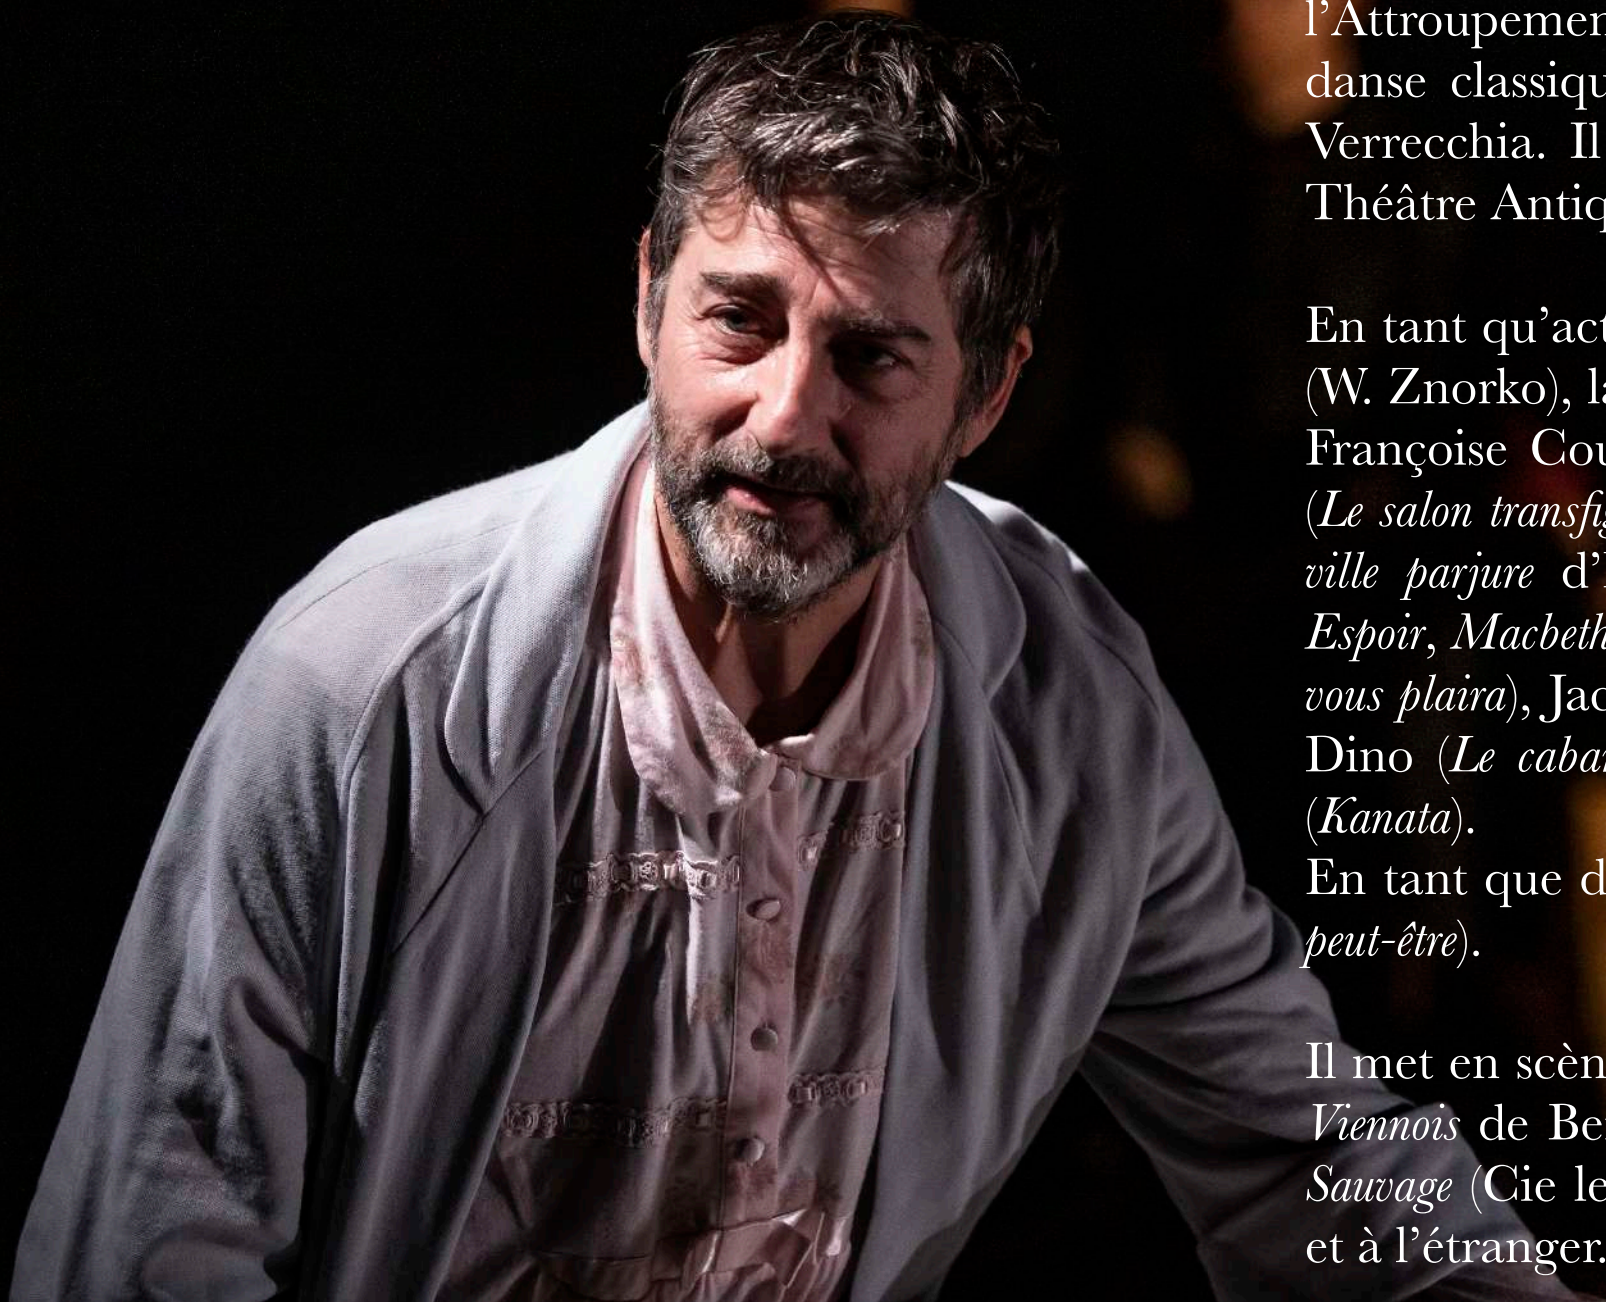 l'Attroupemen
danse classiqu
Verrecchia. Il
Théâtre Antiq
En tant qu'act
(W. Znorko), la
Françoise Cou
(Le salon transfig
ville parjure d'
Espoir, Macbeth
vous plaira), Jac
Dino (Le cabar
(Kanata).
En tant que d
peut-être).
Il met en scèn
Viennois de Be
Sauvage (Cie le
et à l'étranger.